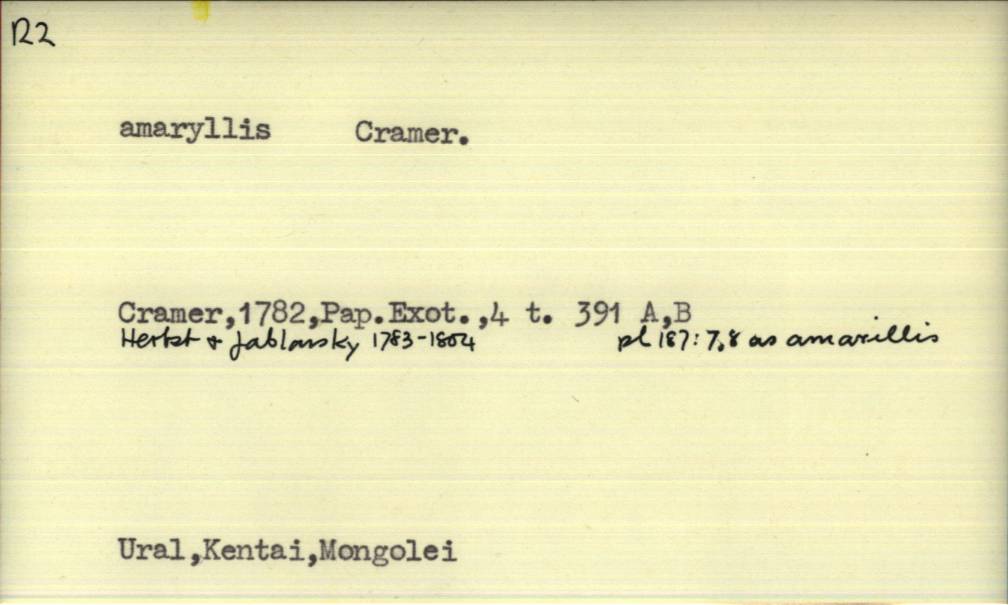 R2
amaryllis Cramer.
Cramer,1782,Pap.Exot.,4 t. 391 A,B
Herbst + Jablonsky 1783-1804 pl 187: 7,8 as amarillis
Ural,Kentai,Mongolei